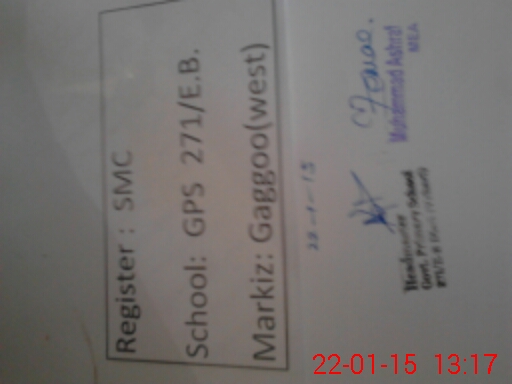 Register : SMC
School: GPS 271/E.B.
Markiz: Gaggoo(west)
22-1-15
Muhammad Ashraf
MEA
Headmaster
Govt. Primary School
22-01-15 13:17